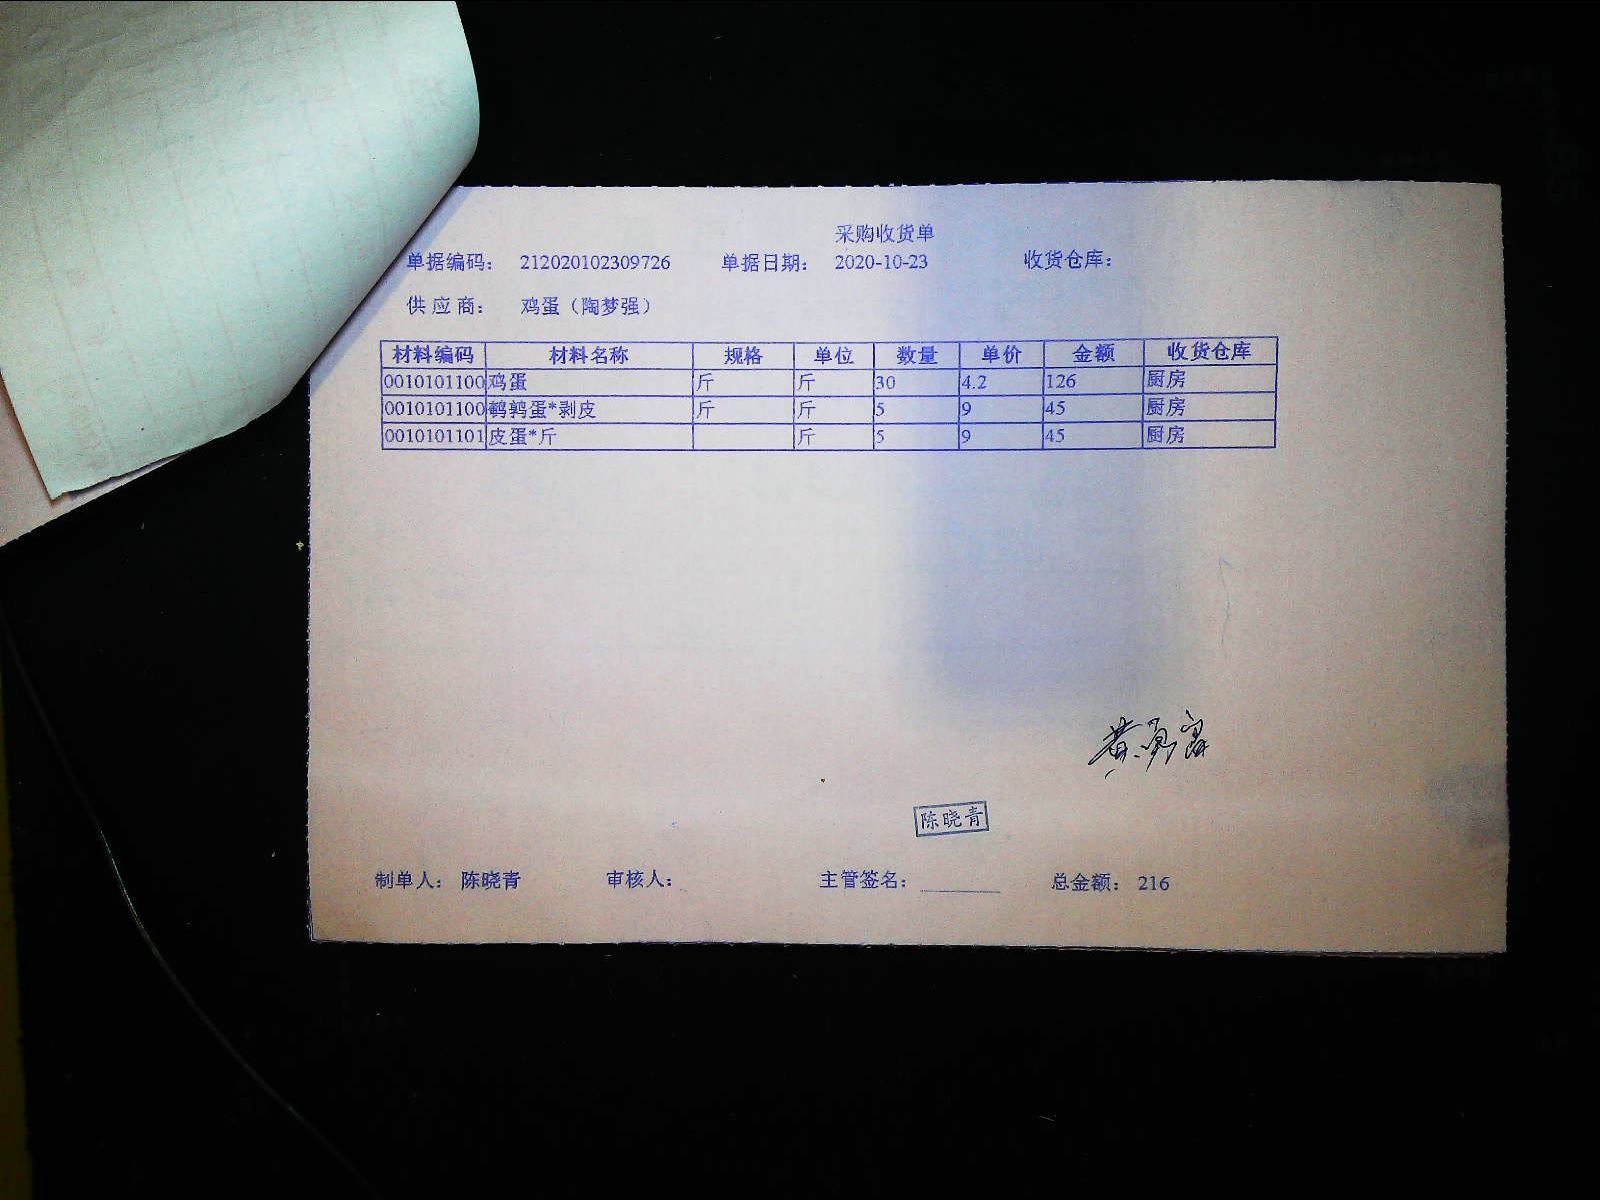 采购收货单
单据编码： 212020102309726 单据日期： 2020-10-23 收货仓库：
供应商： 鸡蛋（陶梦强）
材料编码 材料名称 规格 单位 数量 单价 金额 收货仓库
0010101100 鸡蛋 斤 斤 30 4.2 126 厨房
0010101100 鹌鹑蛋*剥皮 斤 斤 5 9 45 厨房
0010101101 皮蛋*斤 斤 5 9 45 厨房
陈晓青
制单人： 陈晓青 审核人： 主管签名： 总金额： 216